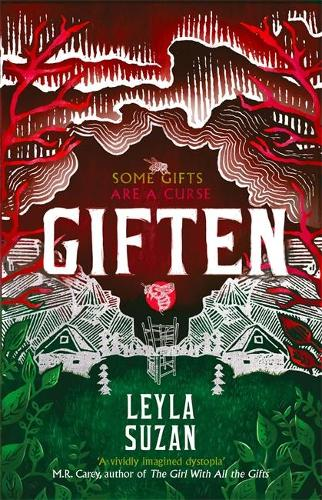 SOME GIFTS
ARE A CURSE
GIFTEN
LEYLA
SUZAN
'A vividly imagined dystopia'
M.R. Carey, author of The Girl With All the Gifts